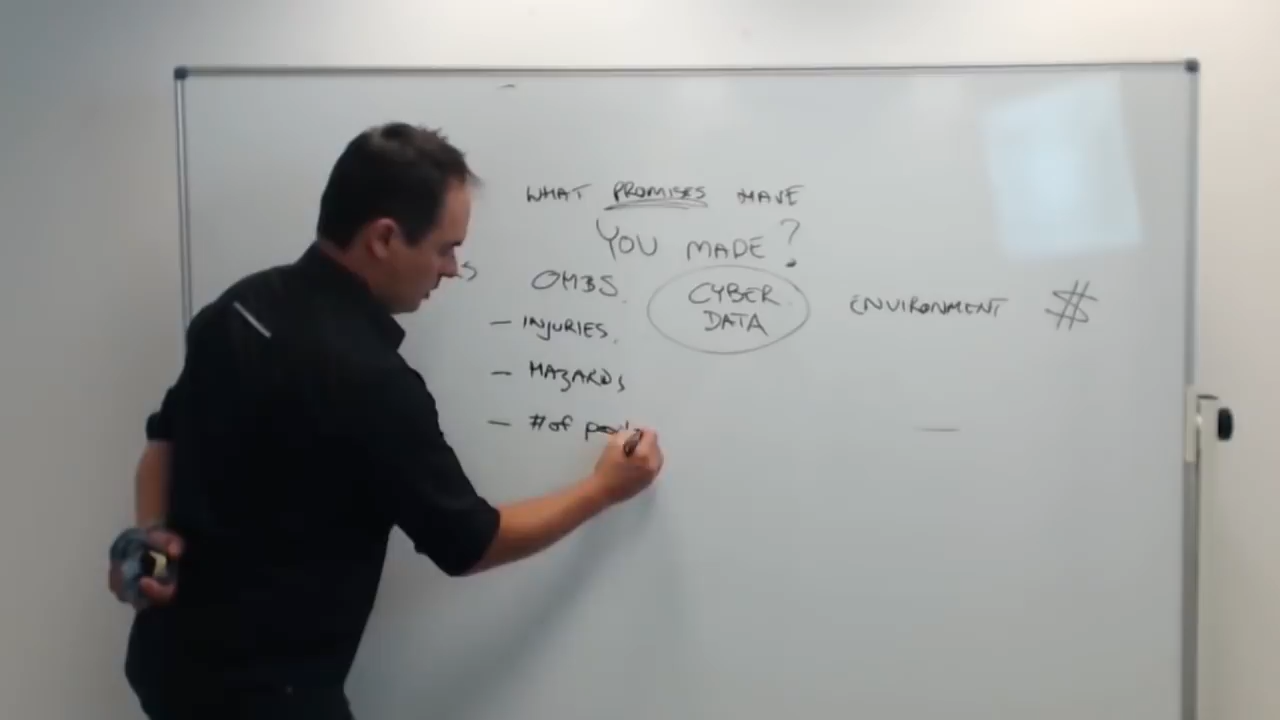 WHAT PROMISES HAVE
YOU MADE?
OH&S. CYBER DATA ENVIRONMENT $
– INJURIES.
– HAZARDS
– # of